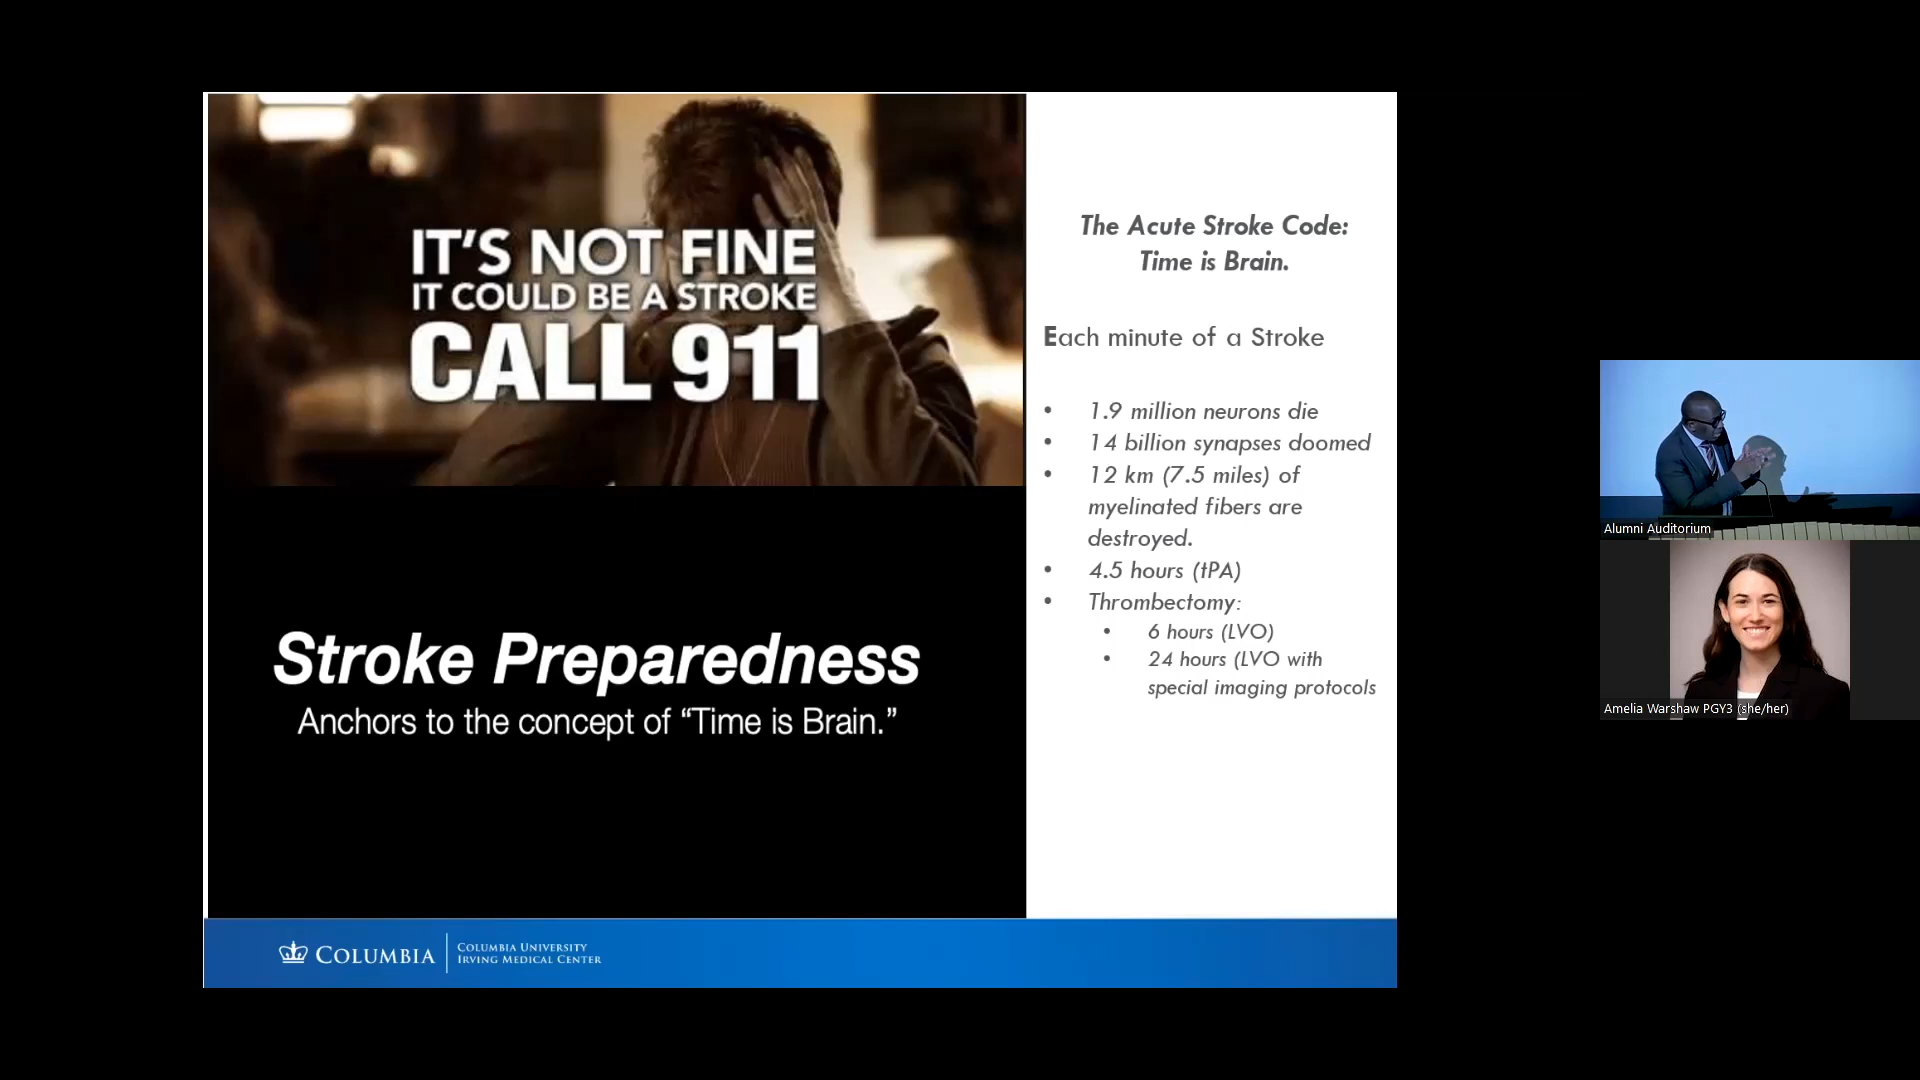 IT'S NOT FINE
IT COULD BE A STROKE
CALL 911
Stroke Preparedness
Anchors to the concept of “Time is Brain.”
The Acute Stroke Code:
Time is Brain.
Each minute of a Stroke
• 1.9 million neurons die
• 14 billion synapses doomed
• 12 km (7.5 miles) of
myelinated fibers are
destroyed.
• 4.5 hours (tPA)
• Thrombectomy:
• 6 hours (LVO)
• 24 hours (LVO with
special imaging protocols
COLUMBIA
COLUMBIA UNIVERSITY
IRVING MEDICAL CENTER
Alumni Auditorium
Amelia Warshaw PGY3 (she/her)